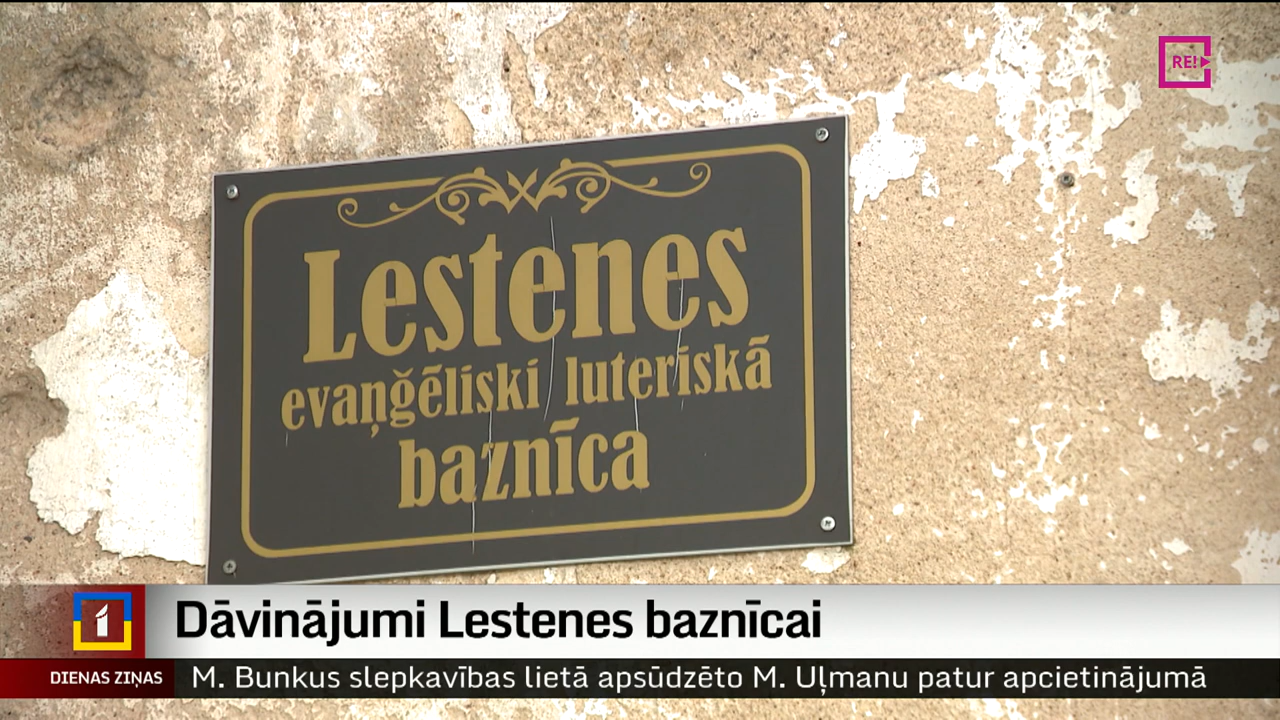 RE!
Lestenes
evaņģēliski luteriskā
baznīca
1
Dāvinājumi Lestenes baznīcai
DIENAS ZIŅAS
M. Bunkus slepkavības lietā apsūdzēto M. Uļmanu patur apcietinājumā